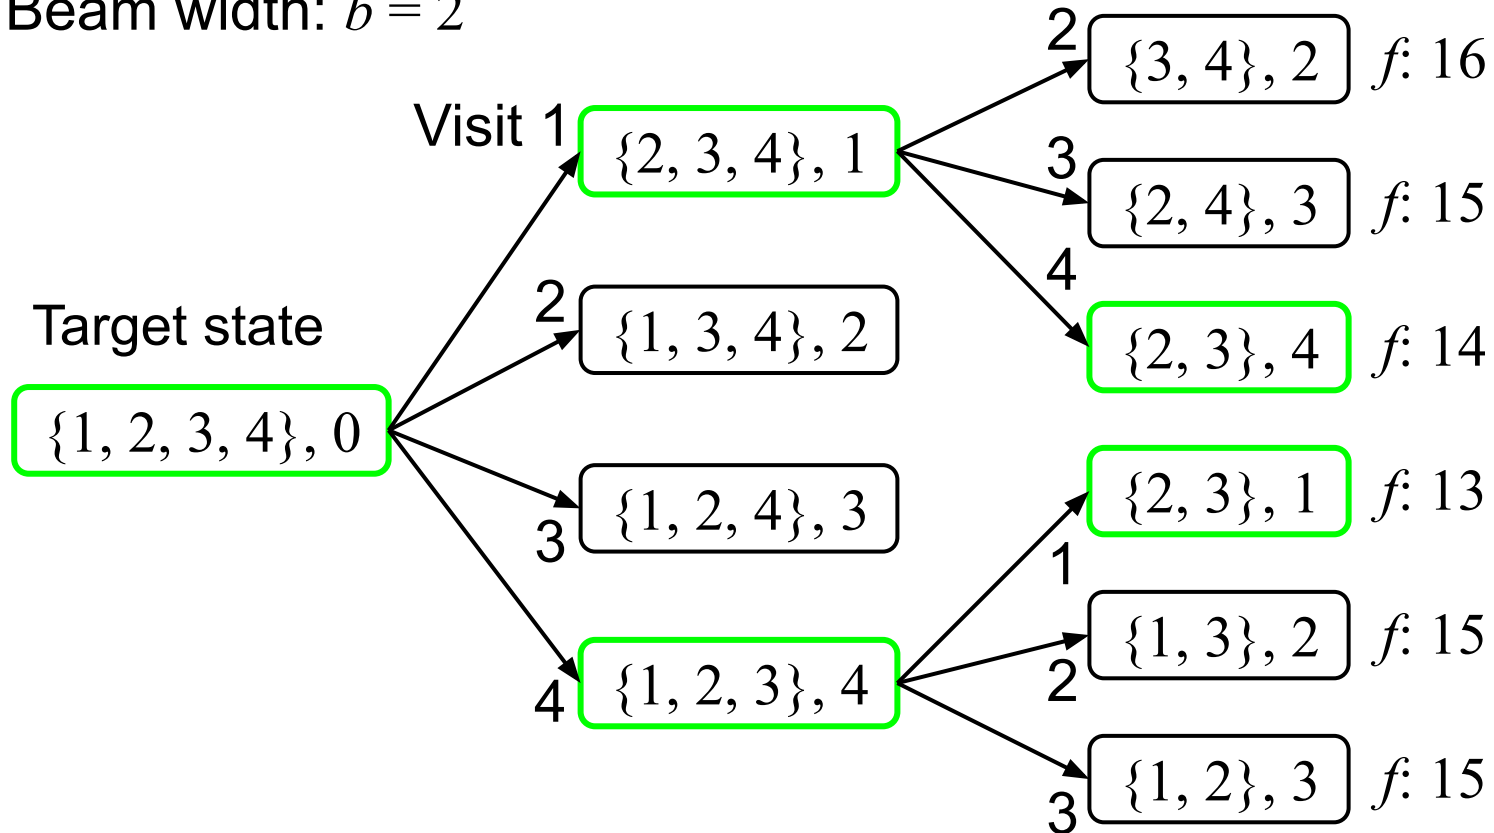 Beam width: b = 2
2
{3, 4}, 2 f: 16
Visit 1
{2, 3, 4}, 1
3
{2, 4}, 3 f: 15
4
{2, 3}, 4 f: 14
2
{1, 3, 4}, 2
Target state
{1, 2, 3, 4}, 0
3
{1, 2, 4}, 3
1
{2, 3}, 1 f: 13
4
{1, 2, 3}, 4
2
{1, 3}, 2 f: 15
3
{1, 2}, 3 f: 15